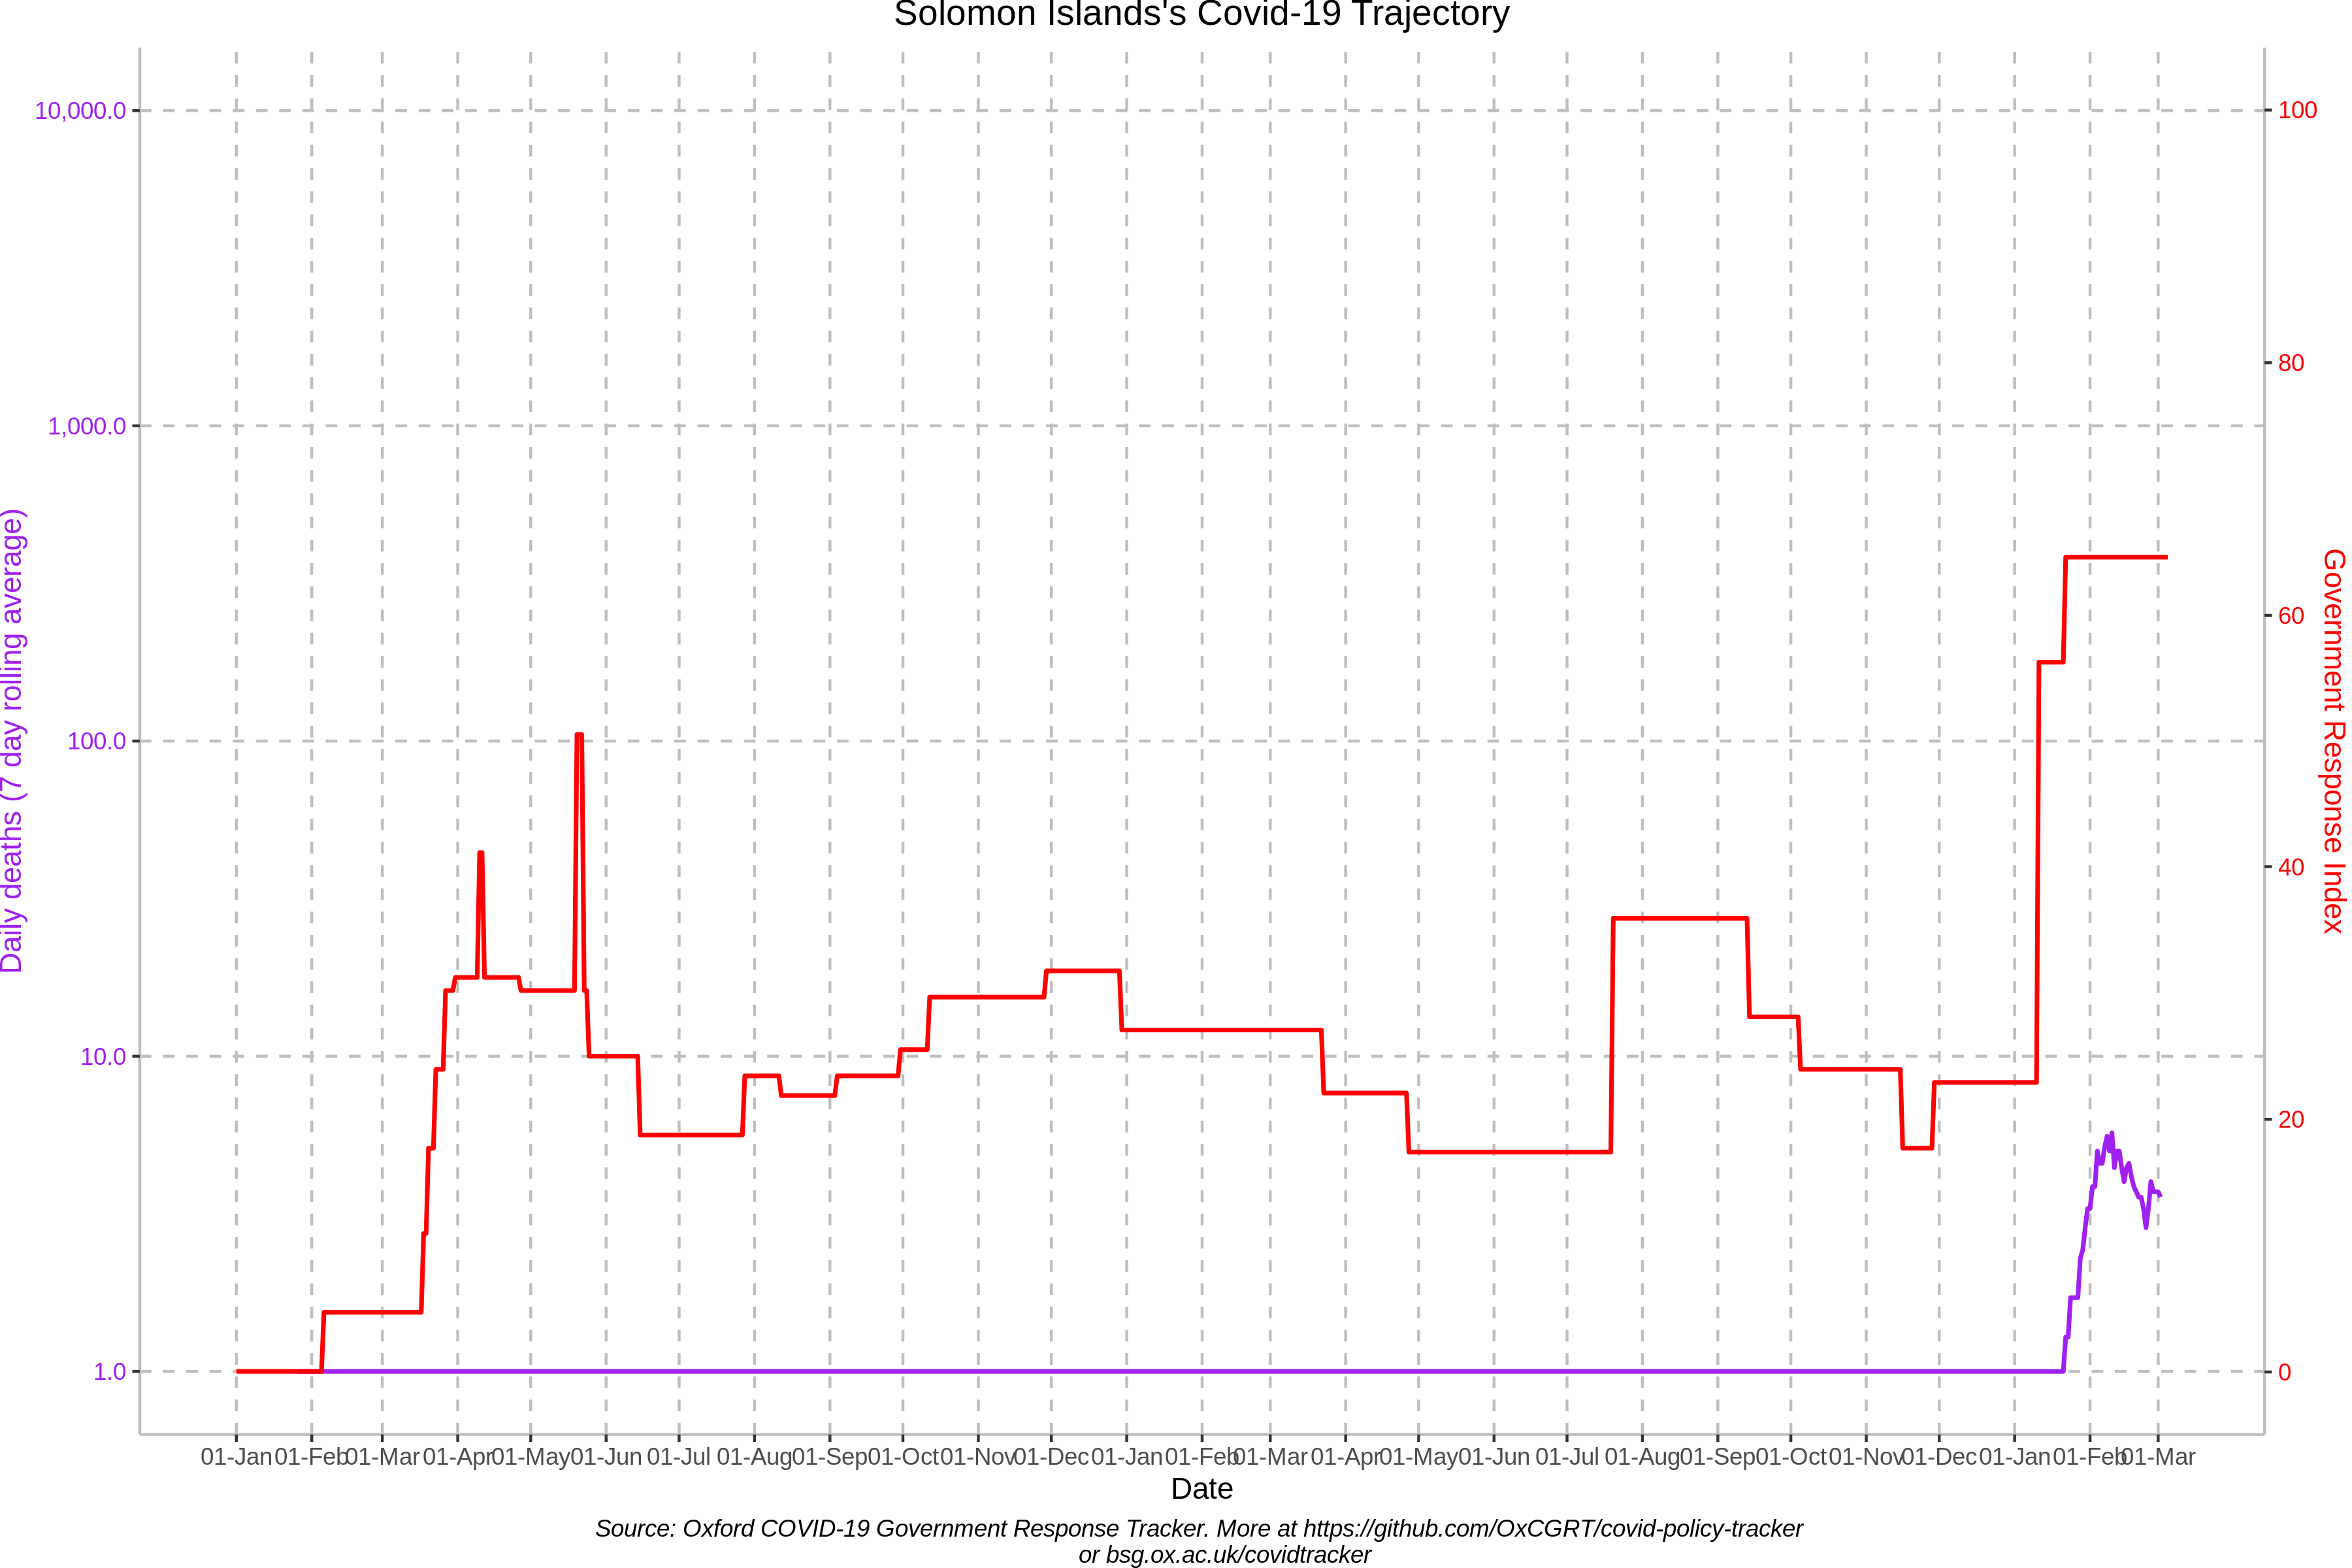 Solomon Islands's Covid-19 Trajectory
10,000.0
1,000.0
100.0
10.0
1.0
Daily deaths (7 day rolling average)
100
80
60
40
20
0
Government Response Index
01-Jan 01-Feb 01-Mar 01-Apr 01-May 01-Jun 01-Jul 01-Aug 01-Sep 01-Oct 01-Nov 01-Dec 01-Jan 01-Feb 01-Mar 01-Apr 01-May 01-Jun 01-Jul 01-Aug 01-Sep 01-Oct 01-Nov 01-Dec 01-Jan 01-Feb 01-Mar
Date
Source: Oxford COVID-19 Government Response Tracker. More at https://github.com/OxCGRT/covid-policy-tracker
or bsg.ox.ac.uk/covidtracker